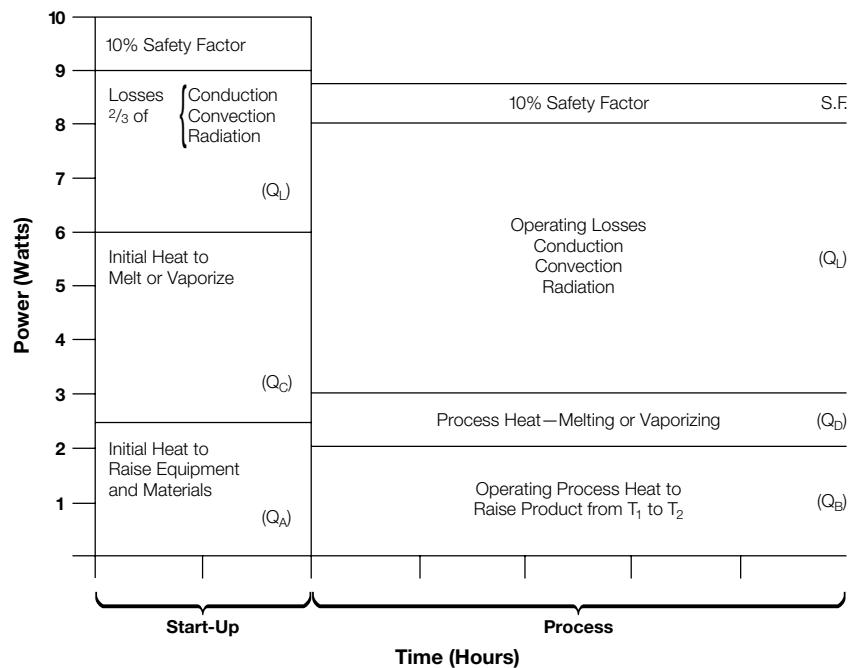 10
9
8
7
6
5
4
3
2
1
Power (Watts)
10% Safety Factor
Losses
2/3 of
Conduction
Convection
Radiation
(QL)
Initial Heat to
Melt or Vaporize
(QC)
Initial Heat to
Raise Equipment
and Materials
(QA)
10% Safety Factor S.F.
Operating Losses
Conduction
Convection
Radiation
(QL)
Process Heat—Melting or Vaporizing (QD)
Operating Process Heat to
Raise Product from T1 to T2
(QB)
Start-Up
Process
Time (Hours)